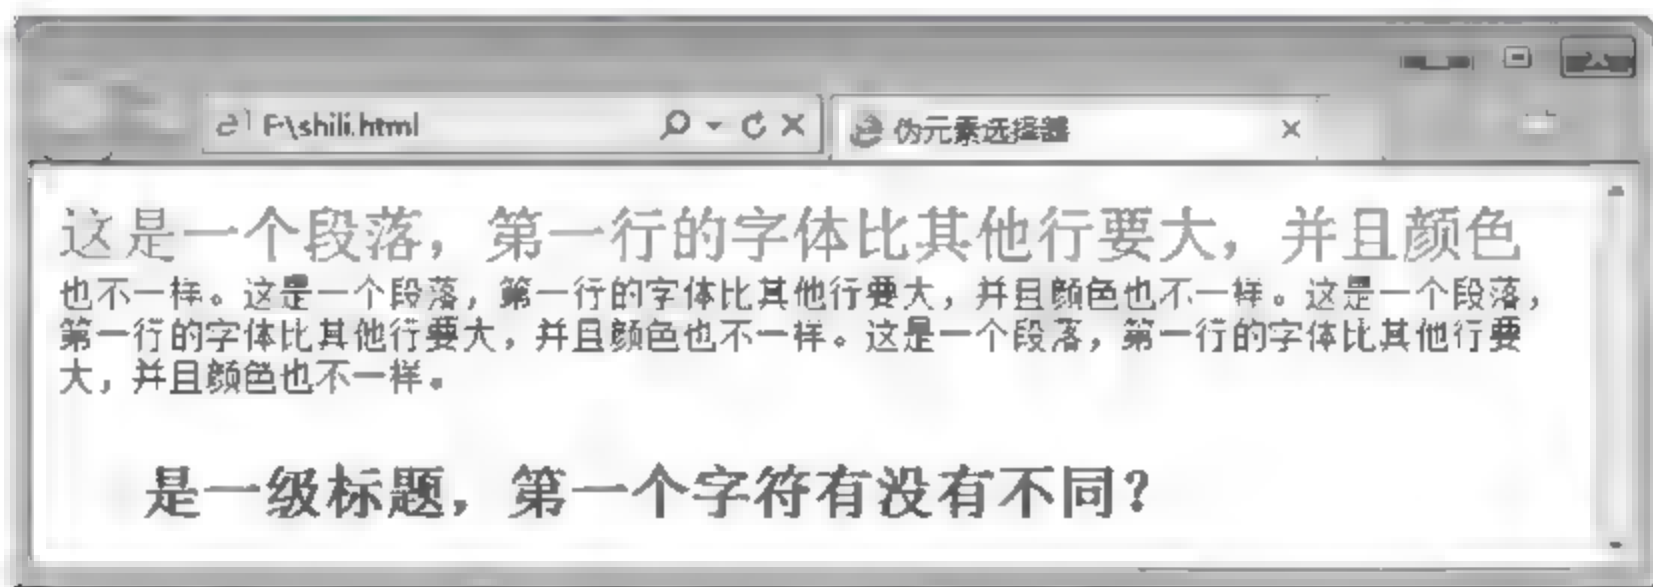 F:\shili.html
伪元素选择器
这是一个段落，第一行的字体比其他行要大，并且颜色
也不一样。这是一个段落，第一行的字体比其他行要大，并且颜色也不一样。这是一个段落，
第一行的字体比其他行要大，并且颜色也不一样。这是一个段落，第一行的字体比其他行要
大，并且颜色也不一样。
是一级标题，第一个字符有没有不同？